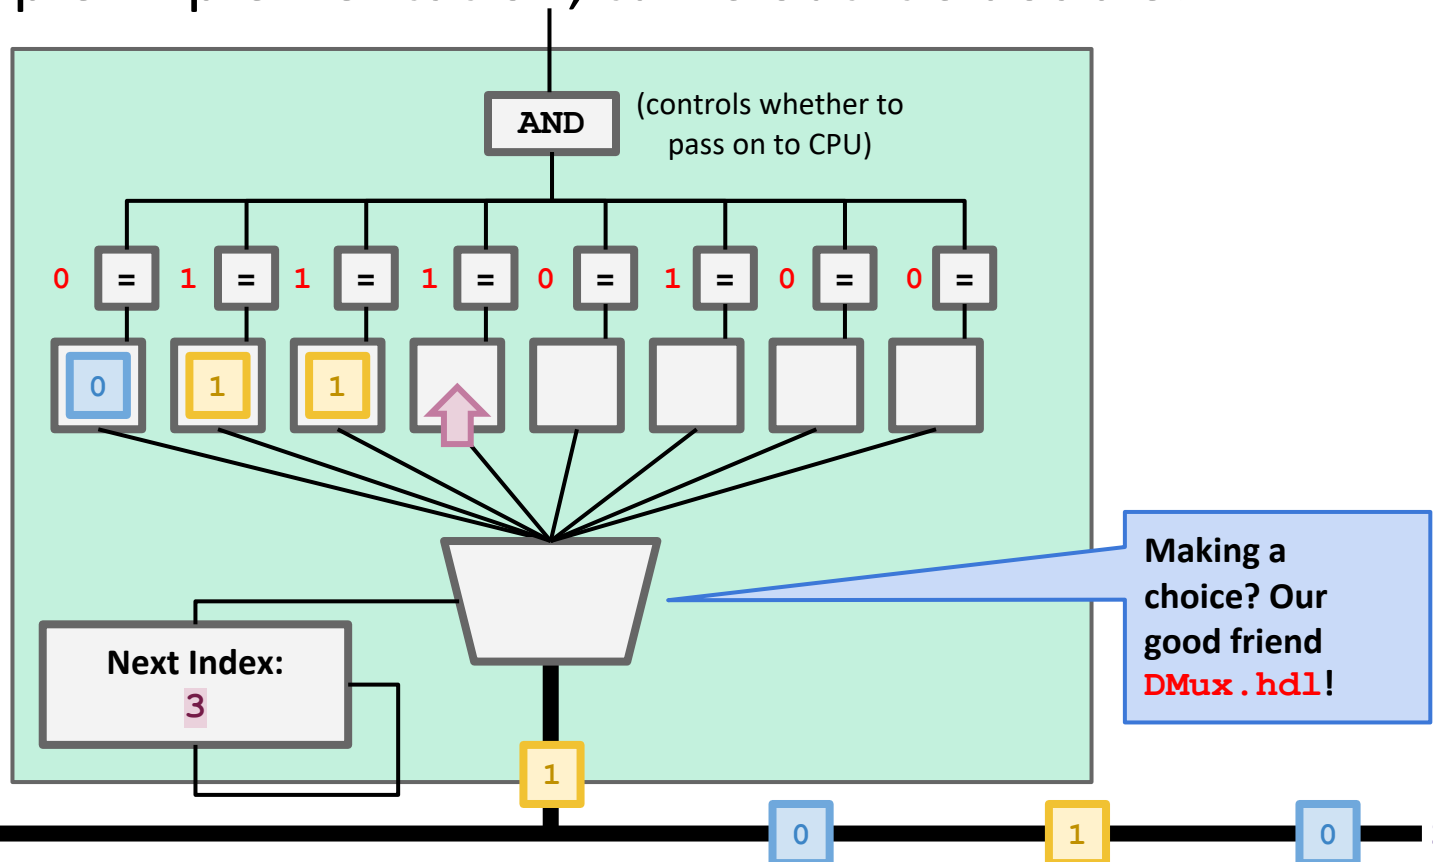 AND
(controls whether to
pass on to CPU)
0 = 1 = 1 = 1 = 0 = 1 = 0 = 0 =
0 1 1
Making a
choice? Our
good friend
DMux.hdl!
Next Index:
3
1
0 1 0